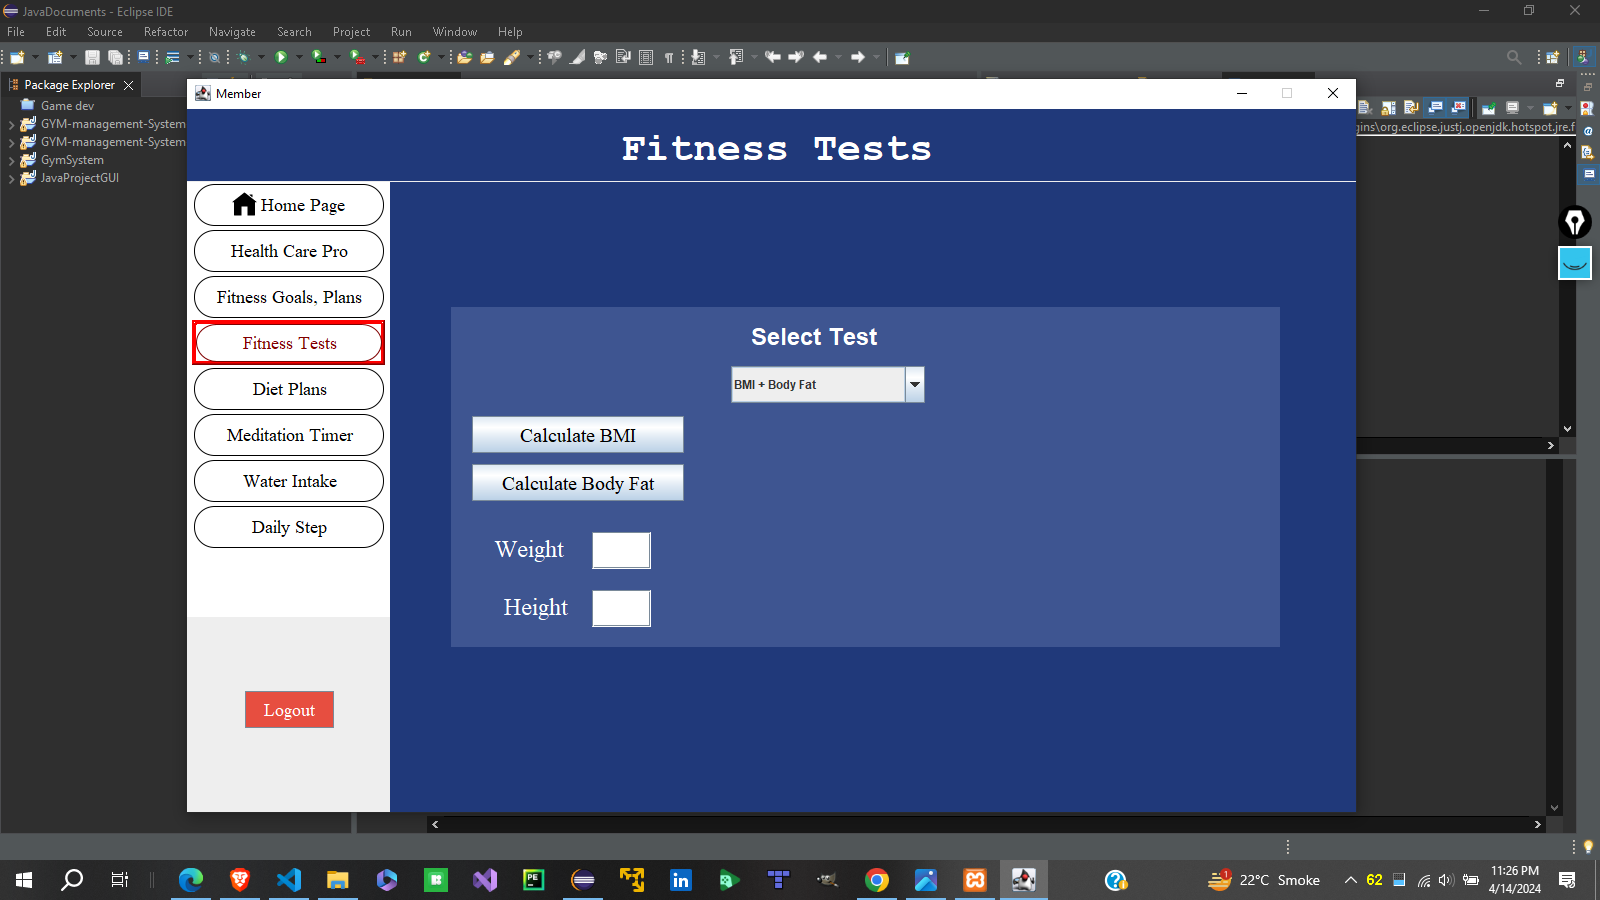 JavaDocuments - Eclipse IDE
File Edit Source Refactor Navigate Search Project Run Window Help
Package Explorer
Game dev
GYM-management-System
GYM-management-System
GymSystem
JavaProjectGUI
gins\org.eclipse.justj.openjdk.hotspot.jre.f
Member
Fitness Tests
Home Page
Health Care Pro
Fitness Goals, Plans
Fitness Tests
Diet Plans
Meditation Timer
Water Intake
Daily Step
Logout
Select Test
BMI + Body Fat
Calculate BMI
Calculate Body Fat
Weight
Height
22°C Smoke
62
11:26 PM
4/14/2024